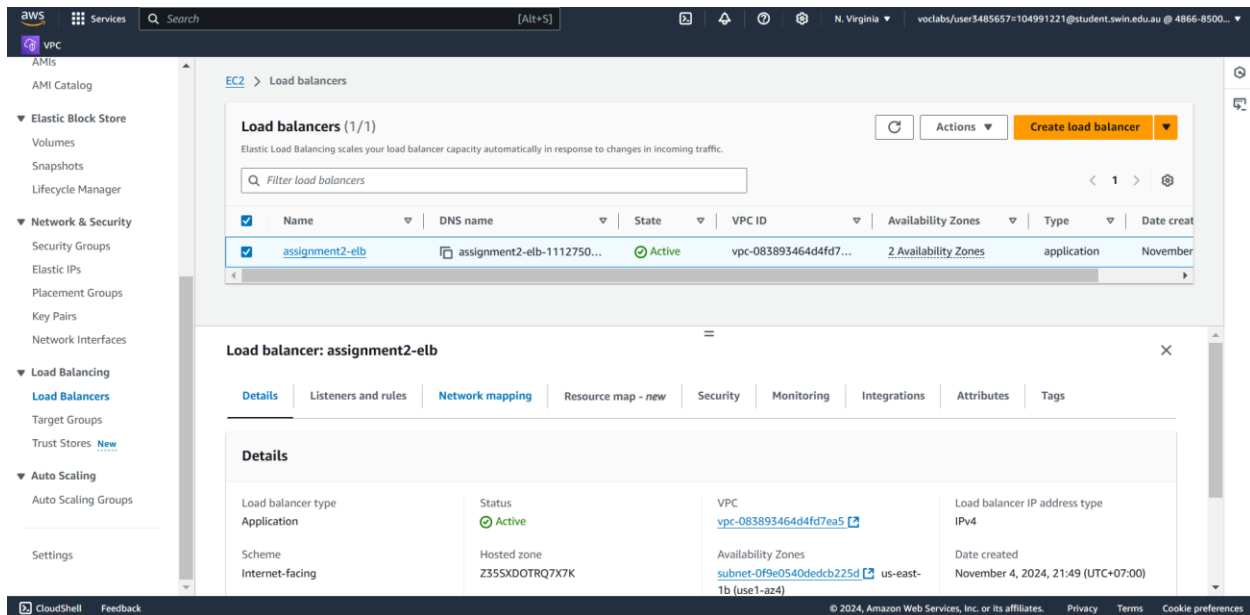 aws Services Search [Alt+S] N. Virginia voclabs/user3485657=104991221@student.swin.edu.au @ 4866-8500...
VPC
AMIs
AMI Catalog
Elastic Block Store
Volumes
Snapshots
Lifecycle Manager
Network & Security
Security Groups
Elastic IPs
Placement Groups
Key Pairs
Network Interfaces
Load Balancing
Load Balancers
Target Groups
Trust Stores New
Auto Scaling
Auto Scaling Groups
Settings
EC2 > Load balancers
Load balancers (1/1) Actions Create load balancer
Elastic Load Balancing scales your load balancer capacity automatically in response to changes in incoming traffic.
Filter load balancers 1
Name DNS name State VPC ID Availability Zones Type Date creat
assignment2-elb assignment2-elb-1112750... Active vpc-083893464d4fd7... 2 Availability Zones application November
Load balancer: assignment2-elb
Details Listeners and rules Network mapping Resource map - new Security Monitoring Integrations Attributes Tags
Details
Load balancer type Status VPC Load balancer IP address type
Application Active vpc-083893464d4fd7ea5 IPv4
Scheme Hosted zone Availability Zones Date created
Internet-facing Z35SXDOTRQ7X7K subnet-0f9e0540dedcb225d us-east- November 4, 2024, 21:49 (UTC+07:00)
1b (use1-az4)
CloudShell Feedback © 2024, Amazon Web Services, Inc. or its affiliates. Privacy Terms Cookie preferences